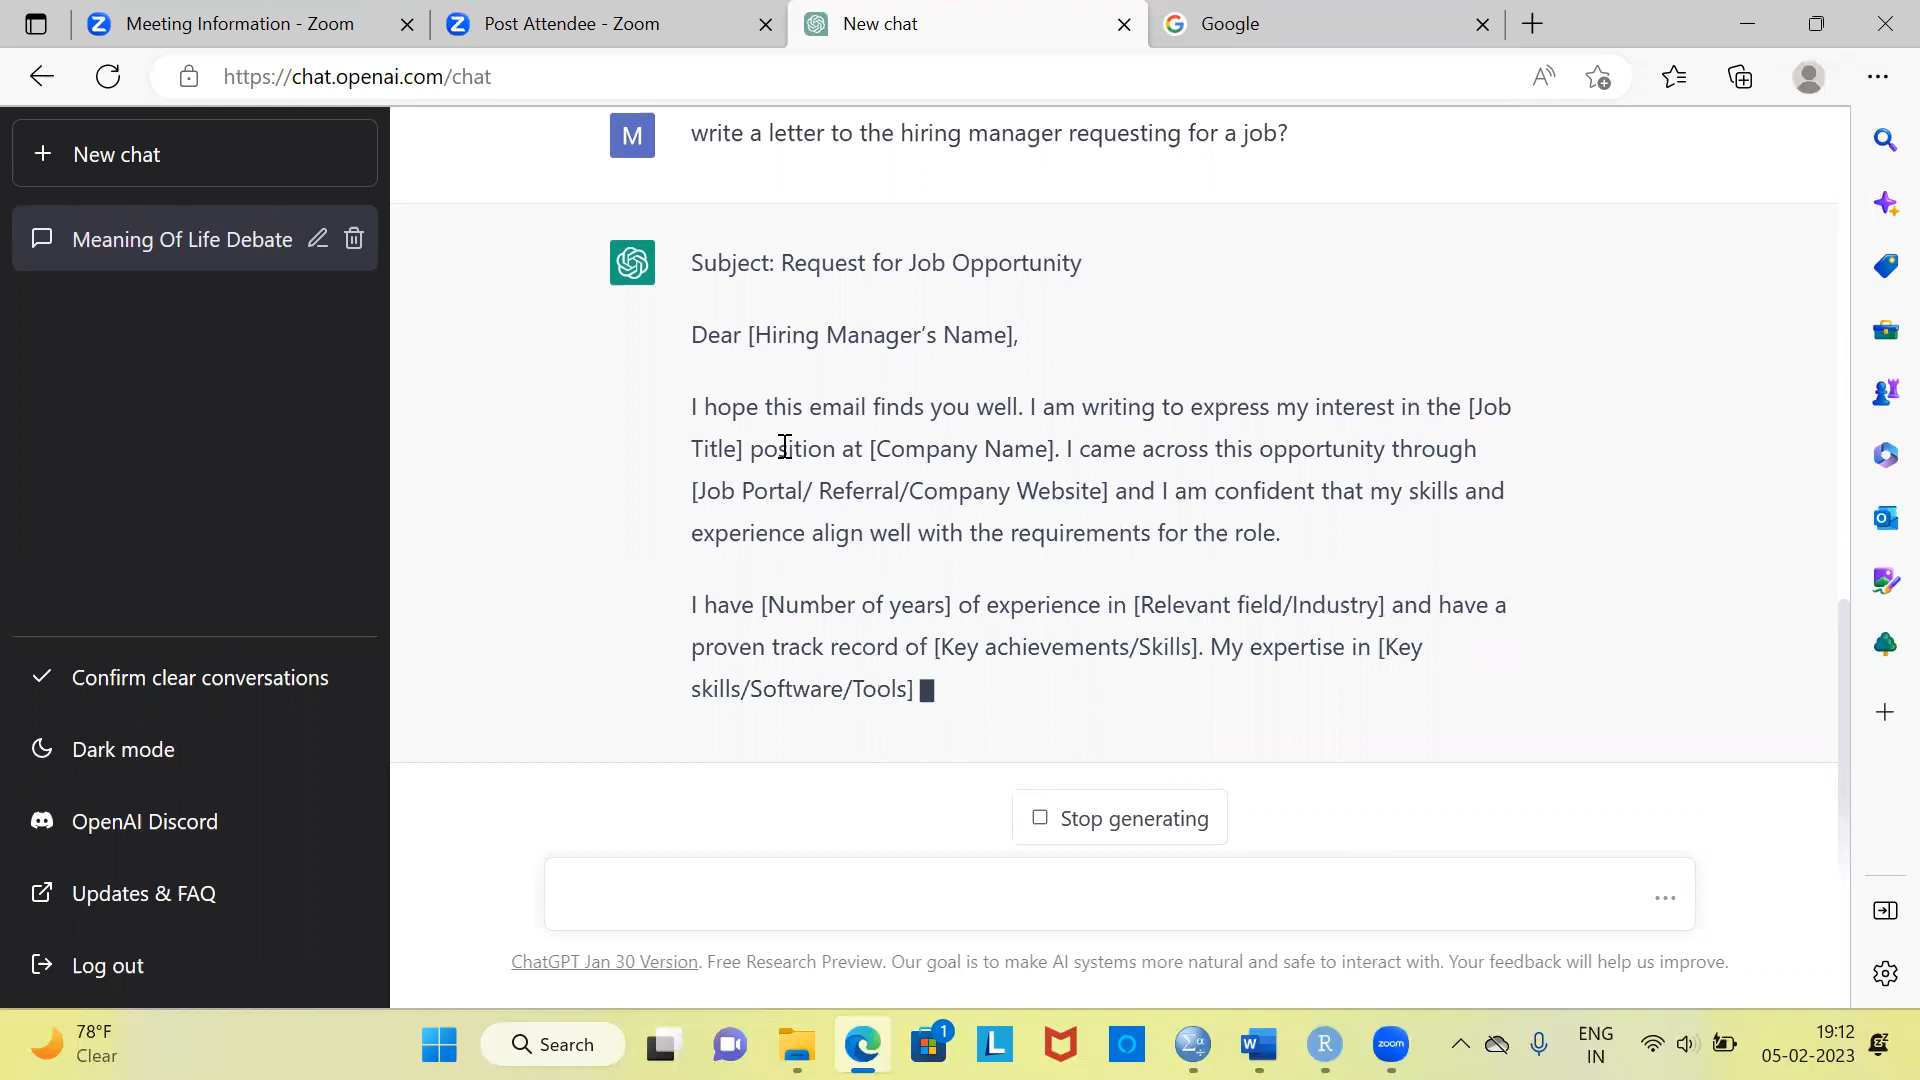 Meeting Information - Zoom
Post Attendee - Zoom
New chat
Google
https://chat.openai.com/chat
New chat
Meaning Of Life Debate
Confirm clear conversations
Dark mode
OpenAI Discord
Updates & FAQ
Log out
M
write a letter to the hiring manager requesting for a job?
Subject: Request for Job Opportunity
Dear [Hiring Manager's Name],
I hope this email finds you well. I am writing to express my interest in the [Job
Title] position at [Company Name]. I came across this opportunity through
[Job Portal/ Referral/Company Website] and I am confident that my skills and
experience align well with the requirements for the role.
I have [Number of years] of experience in [Relevant field/Industry] and have a
proven track record of [Key achievements/Skills]. My expertise in [Key
skills/Software/Tools]
Stop generating
ChatGPT Jan 30 Version. Free Research Preview. Our goal is to make AI systems more natural and safe to interact with. Your feedback will help us improve.
78°F
Clear
Search
1
L
Σα
W
R
zoom
ENG
IN
19:12
05-02-2023